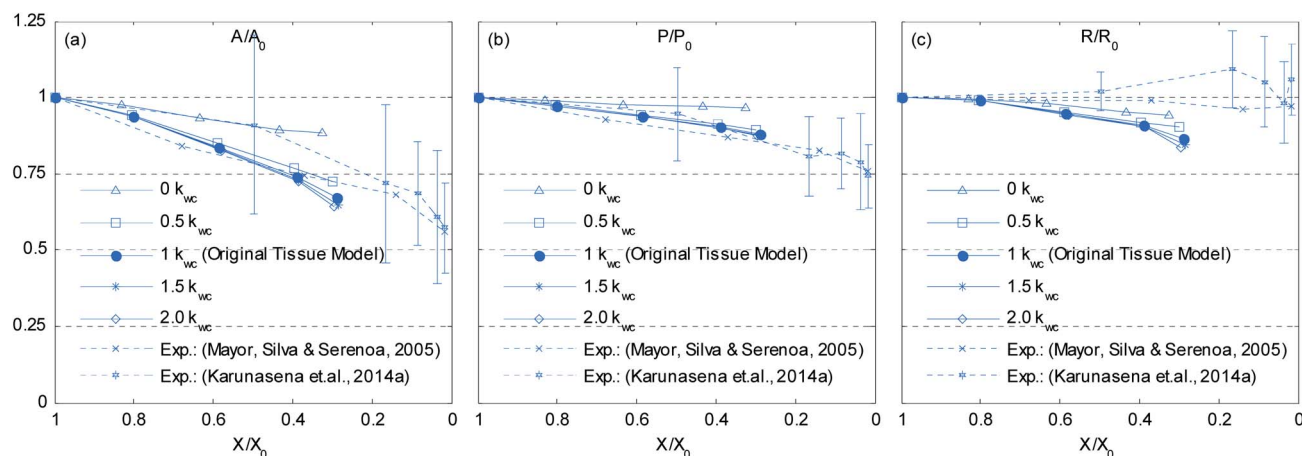 (a) A/A0
1.25
1
0.75
0.5
0.25
0
0 kwc
0.5 kwc
1 kwc (Original Tissue Model)
1.5 kwc
2.0 kwc
Exp.: (Mayor, Silva & Serenoa, 2005)
Exp.: (Karunasena et.al., 2014a)
1 0.8 0.6 0.4 0.2 0
X/X0
(b) P/P0
0 kwc
0.5 kwc
1 kwc (Original Tissue Model)
1.5 kwc
2.0 kwc
Exp.: (Mayor, Silva & Serenoa, 2005)
Exp.: (Karunasena et.al., 2014a)
1 0.8 0.6 0.4 0.2 0
X/X0
(c) R/R0
0 kwc
0.5 kwc
1 kwc (Original Tissue Model)
1.5 kwc
2.0 kwc
Exp.: (Mayor, Silva & Serenoa, 2005)
Exp.: (Karunasena et.al., 2014a)
1 0.8 0.6 0.4 0.2 0
X/X0